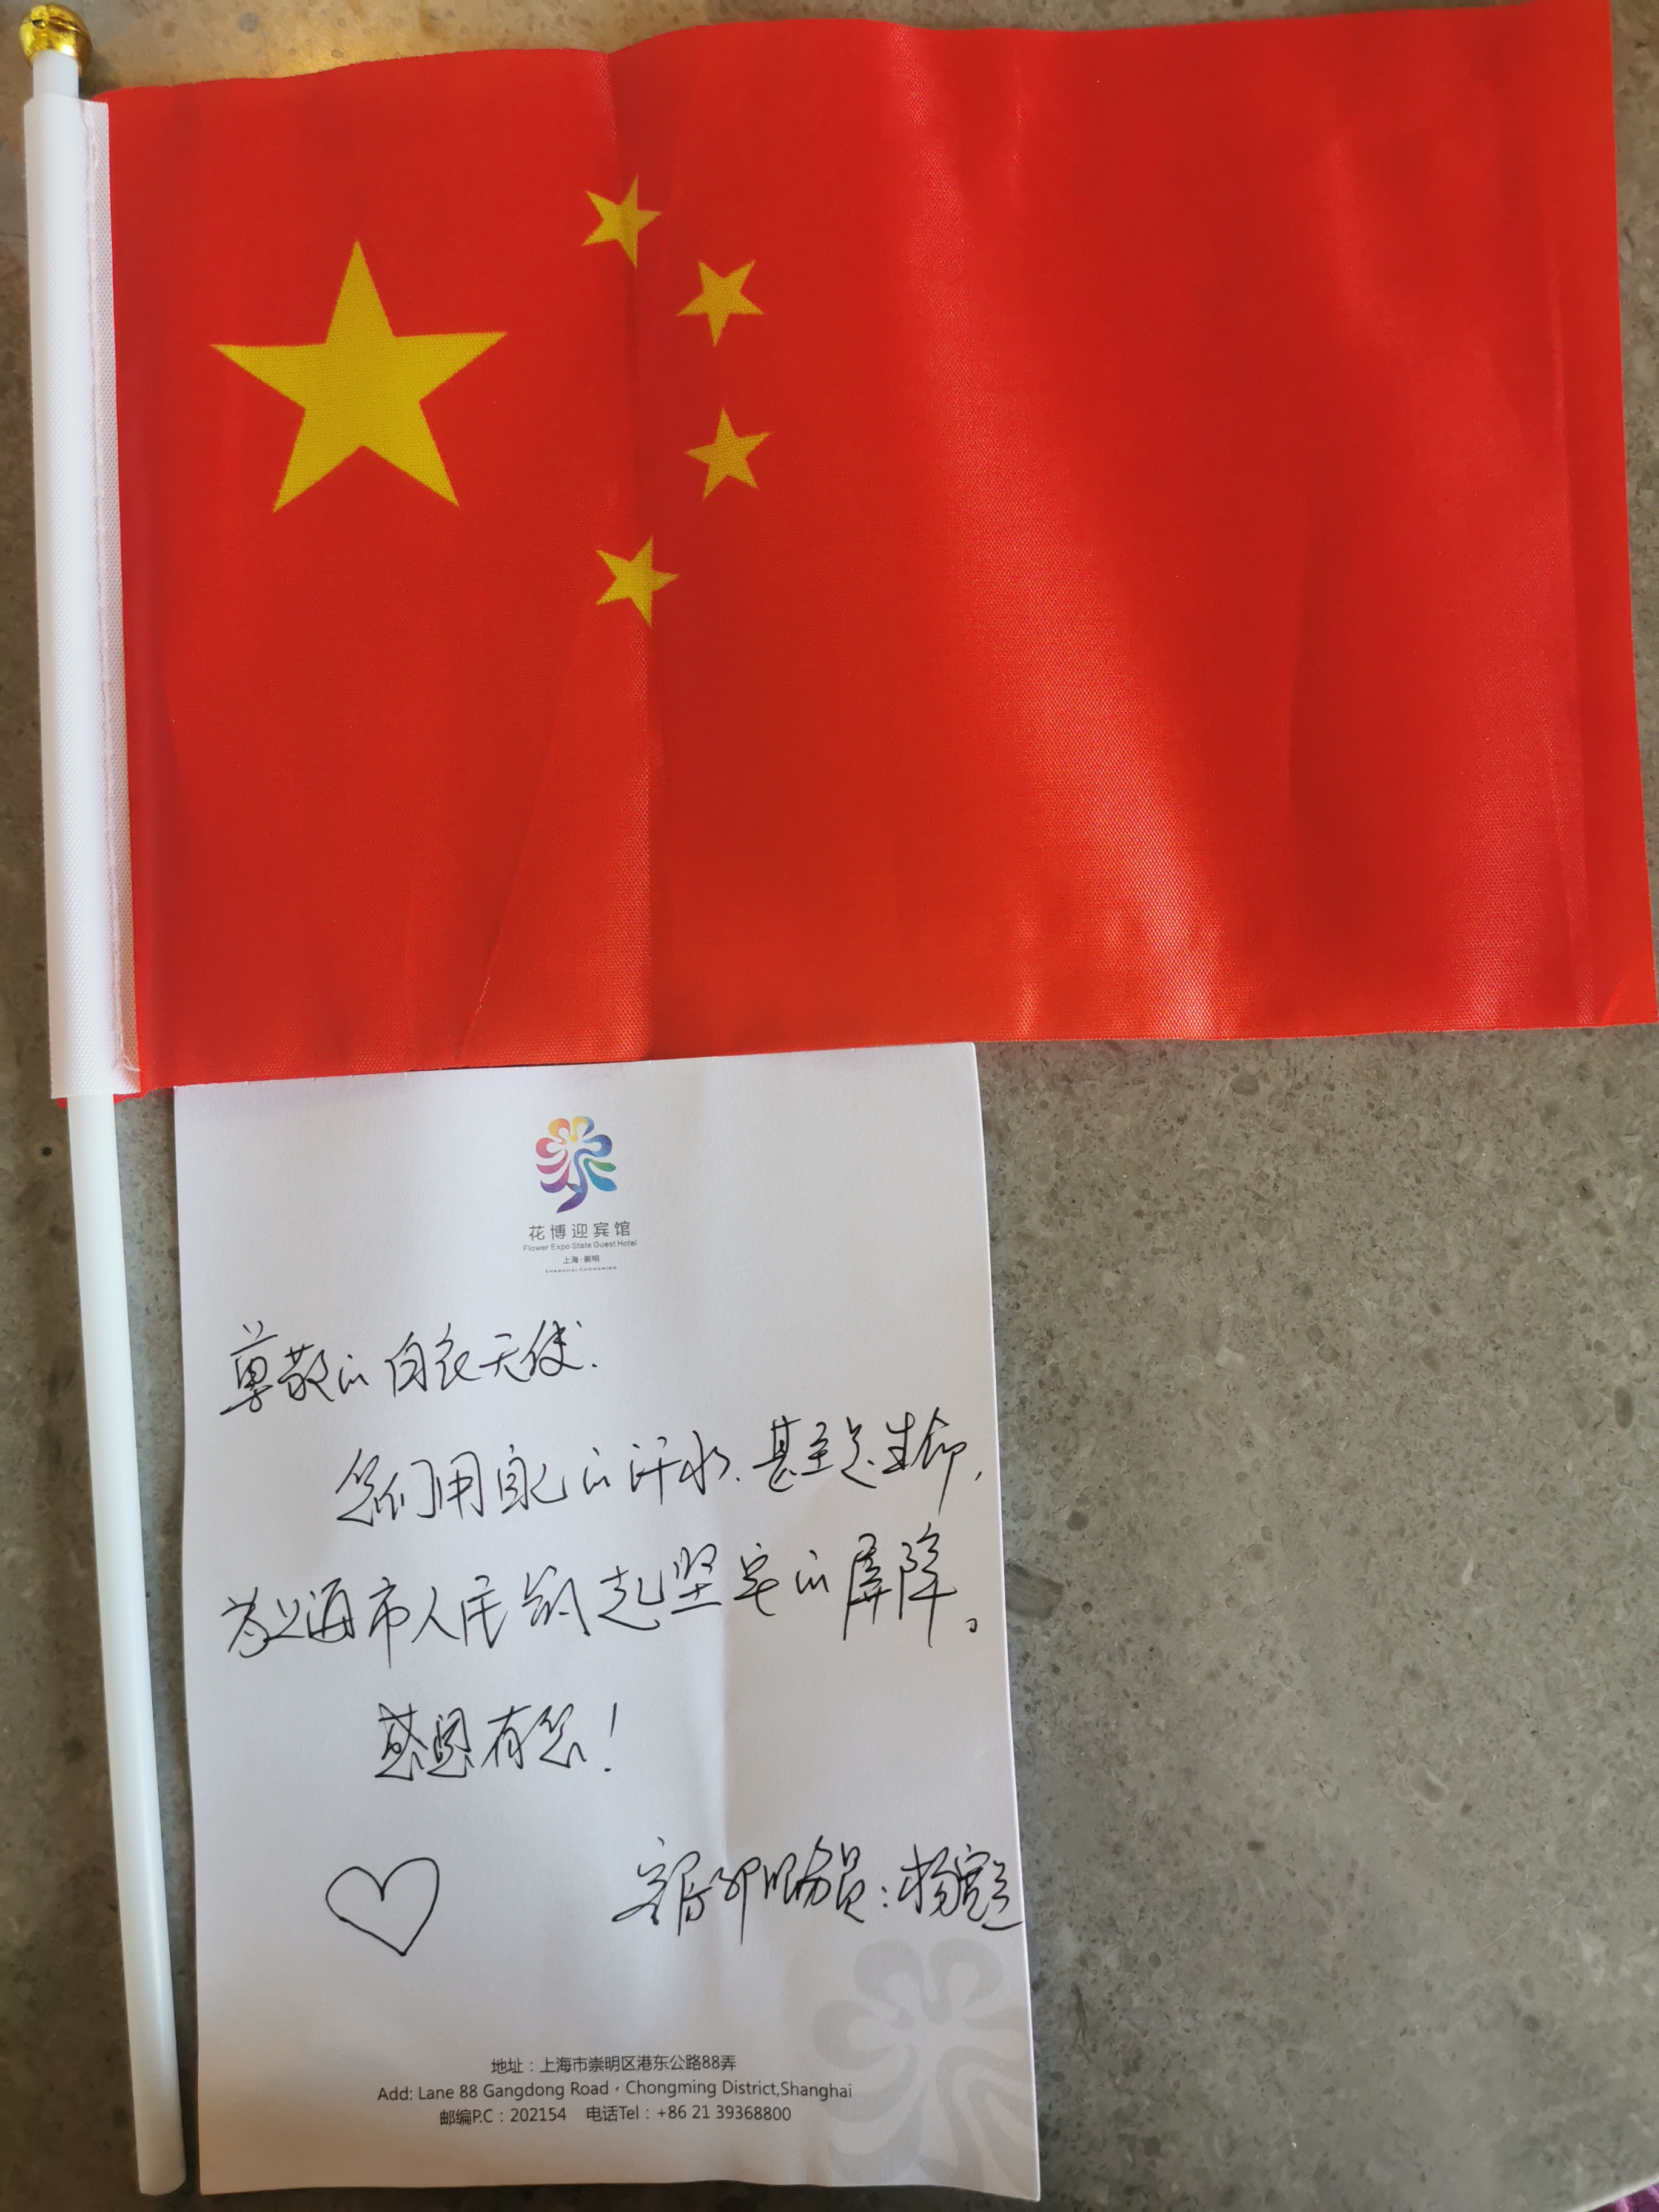 花博迎宾馆
Flower Expo State Guest Hotel
上海·崇明
SHANGHAI CHONGMING
尊敬的白衣天使.
您们用自己的汗水、甚至是生命,
为上海市人民筑起坚实的屏障。
感恩有您！
客房部服务员：杨
地址：上海市崇明区港东公路88弄
Add: Lane 88 Gangdong Road，Chongming District,Shanghai
邮编P.C：202154 电话Tel：+86 21 39368800